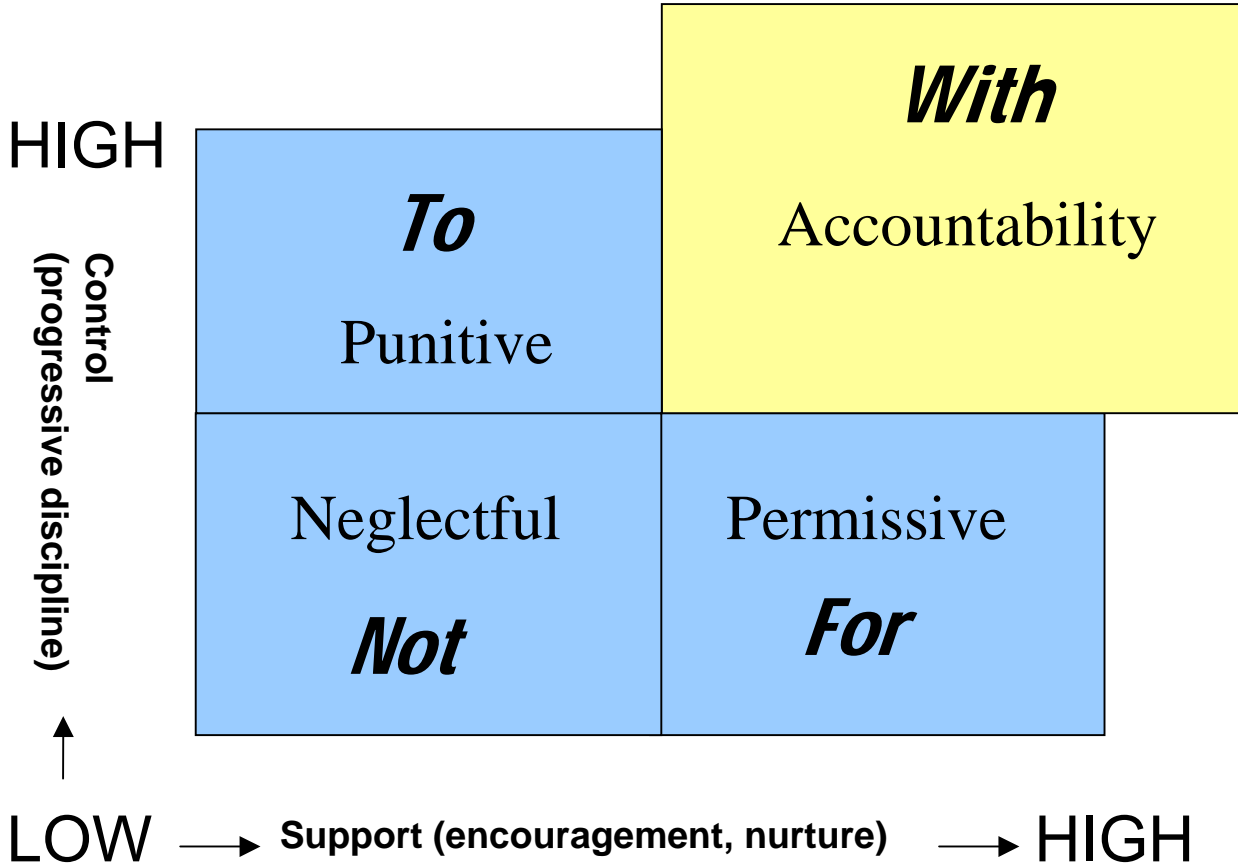 With
HIGH
To
Accountability
Control
(progressive discipline)
Punitive
Neglectful
Permissive
Not
For
LOW
Support (encouragement, nurture)
HIGH